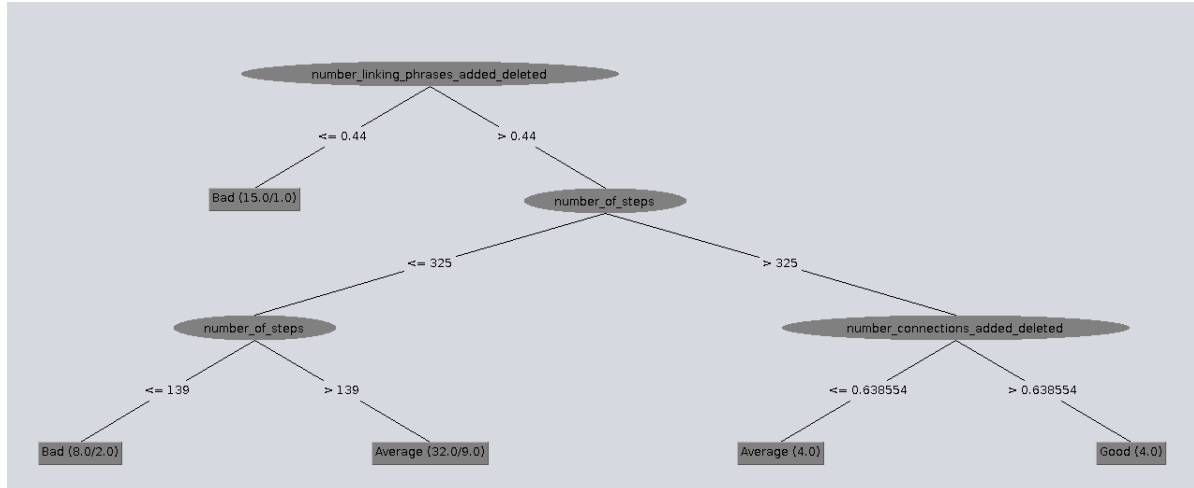 number_linking_phrases_added_deleted
<= 0.44
> 0.44
Bad (15.0/1.0)
number_of_steps
<= 325
> 325
number_of_steps
number_connections_added_deleted
<= 139
> 139
<= 0.638554
> 0.638554
Bad (8.0/2.0)
Average (32.0/9.0)
Average (4.0)
Good (4.0)